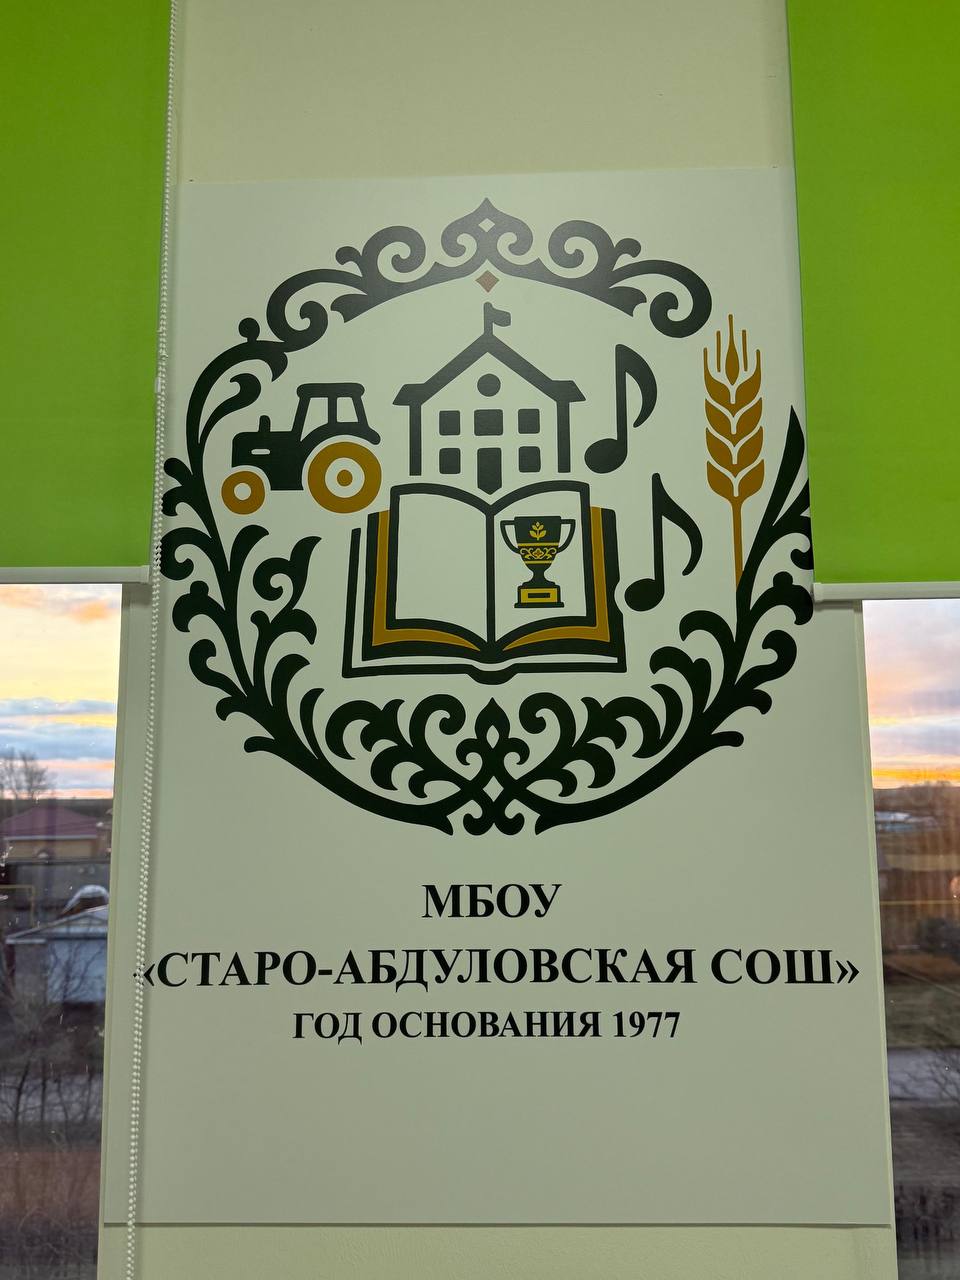 МБОУ
«СТАРО-АБДУЛОВСКАЯ СОШ»
ГОД ОСНОВАНИЯ 1977